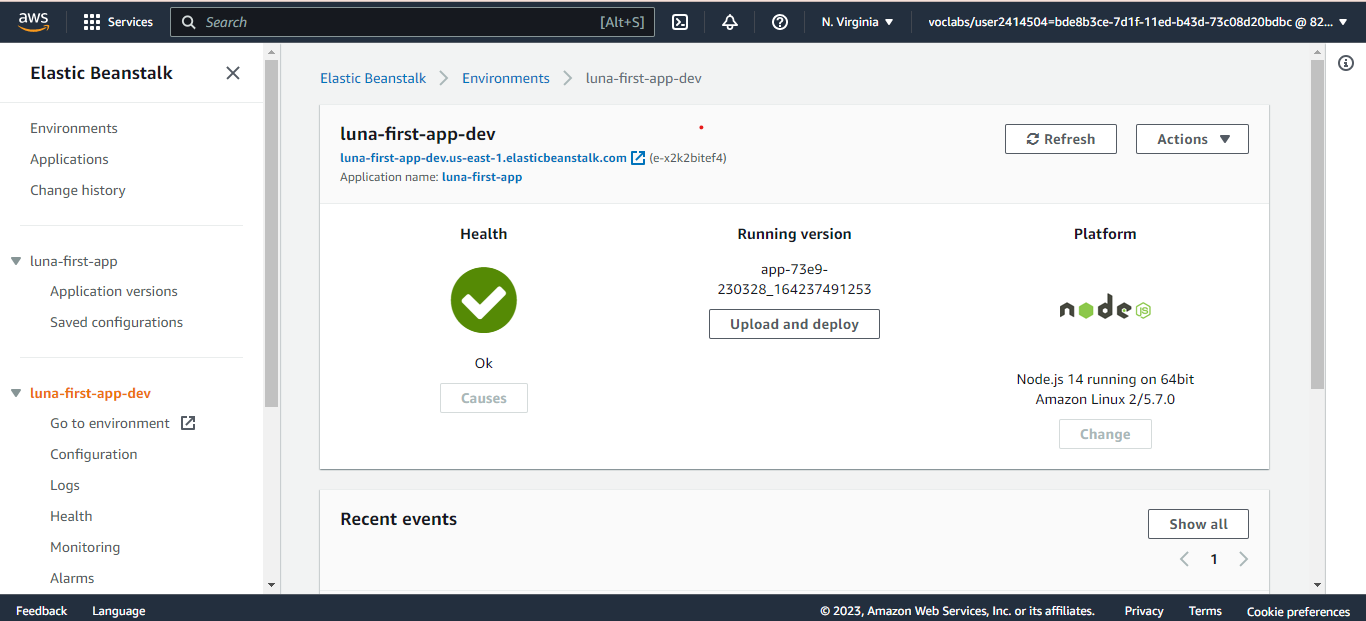 aws
Services
Search
[Alt+S]
N. Virginia
voclabs/user2414504=bde8b3ce-7d1f-11ed-b43d-73c08d20bdbc @ 82...
Elastic Beanstalk
Environments
Applications
Change history
luna-first-app
Application versions
Saved configurations
luna-first-app-dev
Go to environment
Configuration
Logs
Health
Monitoring
Alarms
Elastic Beanstalk
Environments
luna-first-app-dev
luna-first-app-dev
luna-first-app-dev.us-east-1.elasticbeanstalk.com (e-x2k2bitef4)
Application name: luna-first-app
Refresh
Actions
Health
Ok
Causes
Running version
app-73e9-
230328_164237491253
Upload and deploy
Platform
node
JS
Node.js 14 running on 64bit
Amazon Linux 2/5.7.0
Change
Recent events
Show all
1
Feedback
Language
© 2023, Amazon Web Services, Inc. or its affiliates.
Privacy
Terms
Cookie preferences